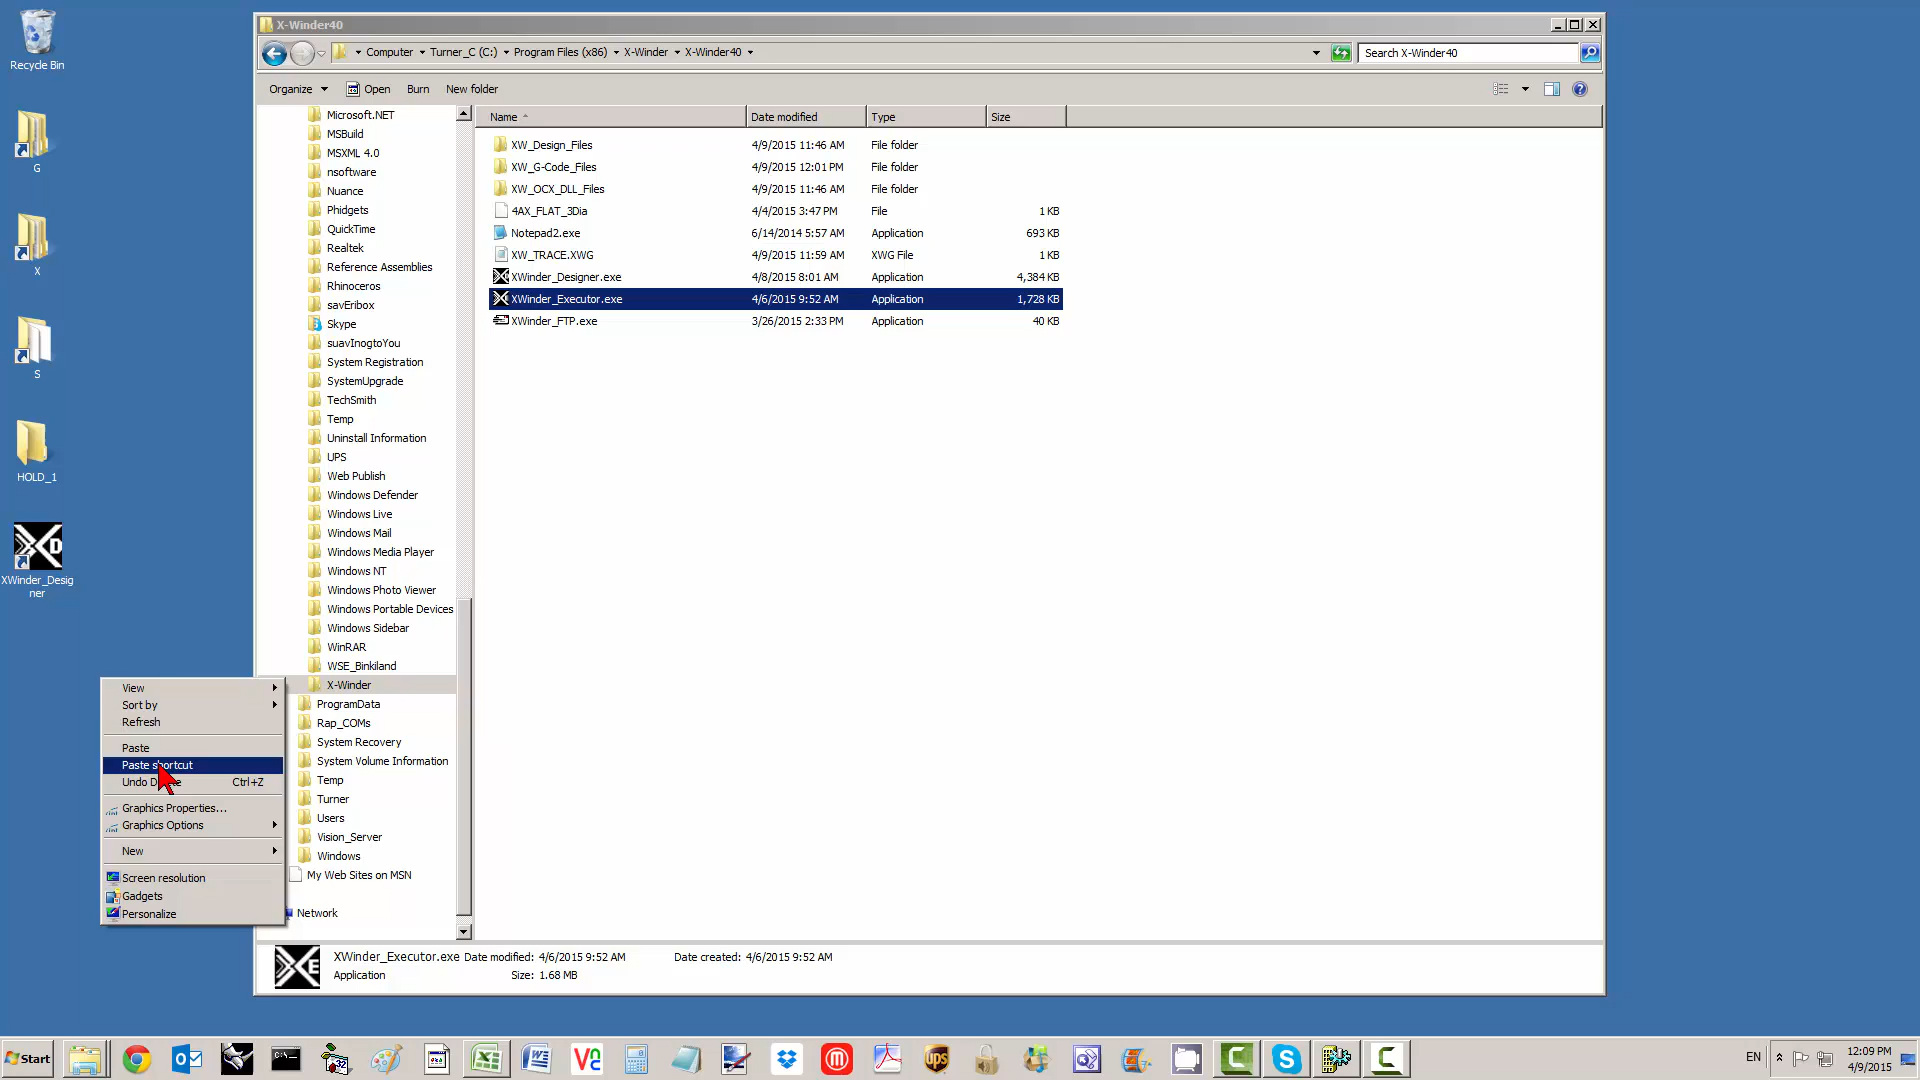 Recycle Bin
G
X
S
HOLD_1
XWinder_Desig
ner
X-Winder40
Computer Turner_C (C:) Program Files (x86) X-Winder X-Winder40
Search X-Winder40
Organize Open Burn New folder
Microsoft.NET
MSBuild
MSXML 4.0
nsoftware
Nuance
Phidgets
QuickTime
Realtek
Reference Assemblies
Rhinoceros
savEribox
Skype
suavInogtoYou
System Registration
SystemUpgrade
TechSmith
Temp
Uninstall Information
UPS
Web Publish
Windows Defender
Windows Live
Windows Mail
Windows Media Player
Windows NT
Windows Photo Viewer
Windows Portable Devices
Windows Sidebar
WinRAR
WSE_Binkiland
X-Winder
ProgramData
Rap_COMs
System Recovery
System Volume Information
Temp
Turner
Users
Vision_Server
Windows
My Web Sites on MSN
Network
Name Date modified Type Size
XW_Design_Files 4/9/2015 11:46 AM File folder
XW_G-Code_Files 4/9/2015 12:01 PM File folder
XW_OCX_DLL_Files 4/9/2015 11:46 AM File folder
4AX_FLAT_3Dia 4/4/2015 3:47 PM File 1 KB
Notepad2.exe 6/14/2014 5:57 AM Application 693 KB
XW_TRACE.XWG 4/9/2015 11:59 AM XWG File 1 KB
XWinder_Designer.exe 4/8/2015 8:01 AM Application 4,384 KB
XWinder_Executor.exe 4/6/2015 9:52 AM Application 1,728 KB
XWinder_FTP.exe 3/26/2015 2:33 PM Application 40 KB
View
Sort by
Refresh
Paste
Paste shortcut
Undo Delete Ctrl+Z
Graphics Properties...
Graphics Options
New
Screen resolution
Gadgets
Personalize
XWinder_Executor.exe Date modified: 4/6/2015 9:52 AM Date created: 4/6/2015 9:52 AM
Application Size: 1.68 MB
Start
EN
12:09 PM
4/9/2015